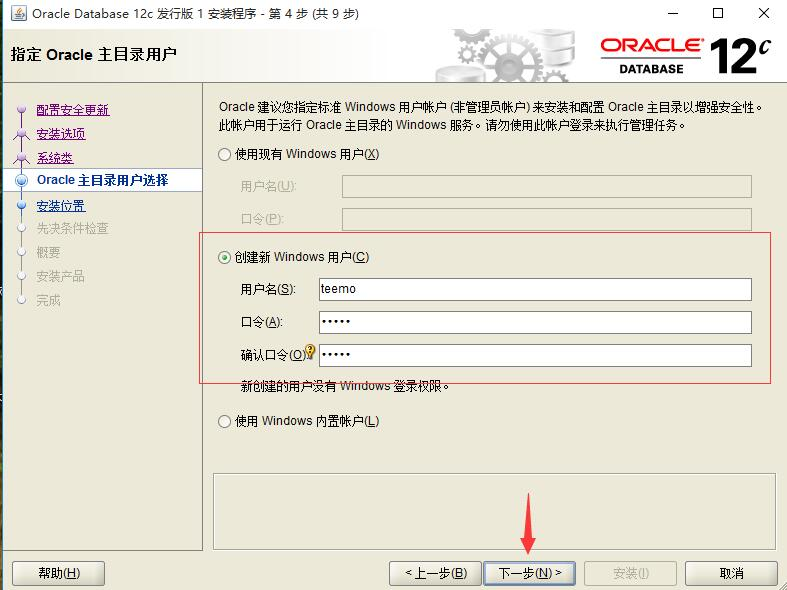 Oracle Database 12c 发行版 1 安装程序 - 第 4 步 (共 9 步)
指定 Oracle 主目录用户
ORACLE®
DATABASE
12c
配置安全更新
安装选项
系统类
Oracle 主目录用户选择
安装位置
先决条件检查
概要
安装产品
完成
Oracle 建议您指定标准 Windows 用户帐户 (非管理员帐户) 来安装和配置 Oracle 主目录以增强安全性。
此帐户用于运行 Oracle 主目录的 Windows 服务。请勿使用此帐户登录来执行管理任务。
使用现有 Windows 用户(X)
用户名(U):
口令(P):
创建新 Windows 用户(C)
用户名(S): teemo
口令(A): •••••
确认口令(O) •••••
新创建的用户没有 Windows 登录权限。
使用 Windows 内置帐户(L)
帮助(H)
< 上一步(B)
下一步(N) >
安装(I)
取消